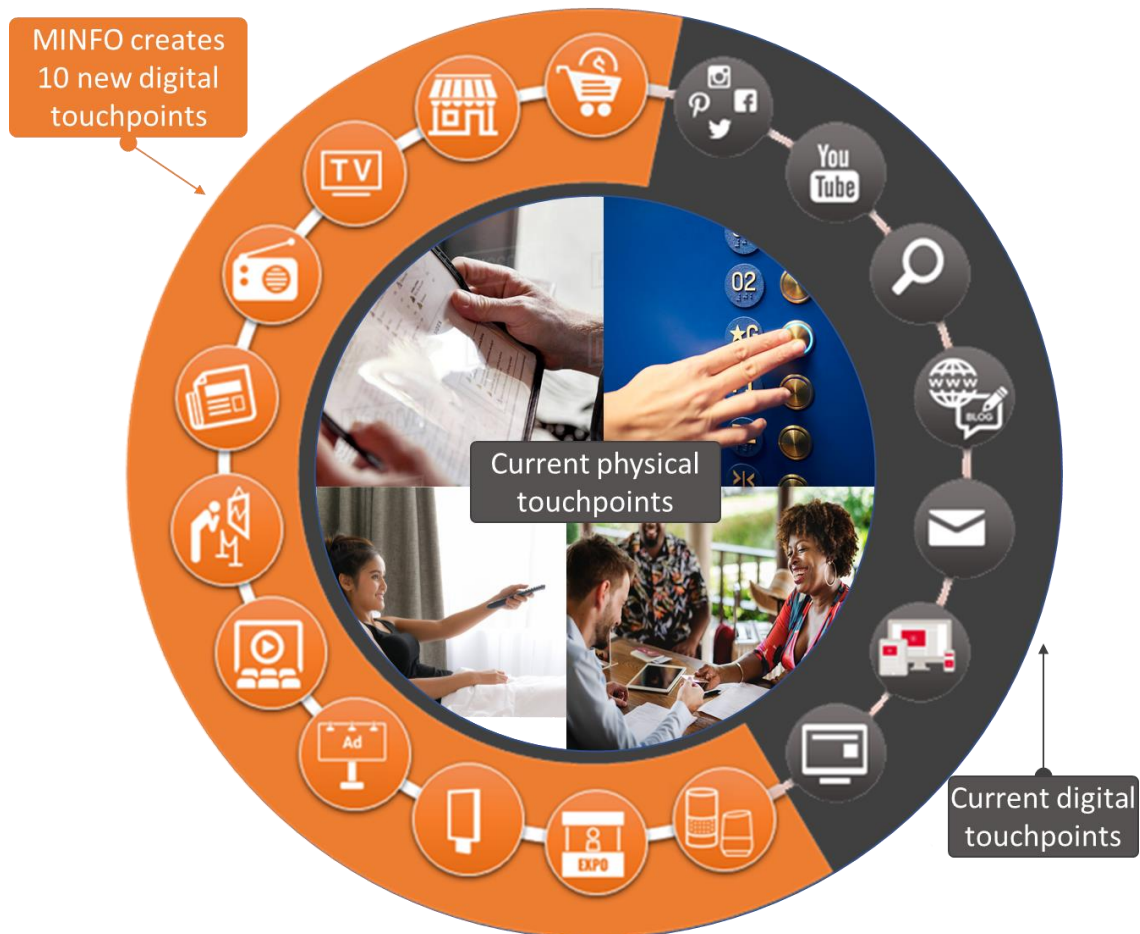 MINFO creates
10 new digital
touchpoints
TV
You
Tube
02
WWW
BLOG
Current physical
touchpoints
Ad
EXPO
Current digital
touchpoints